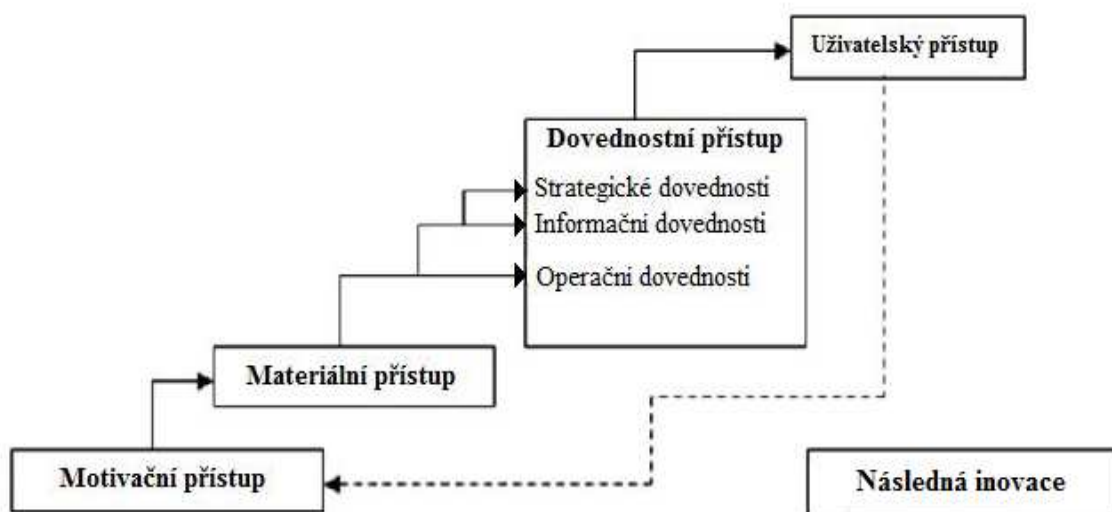 Uživatelský přístup
Dovednostní přístup
Strategické dovednosti
Informační dovednosti
Operační dovednosti
Materiální přístup
Motivační přístup
Následná inovace